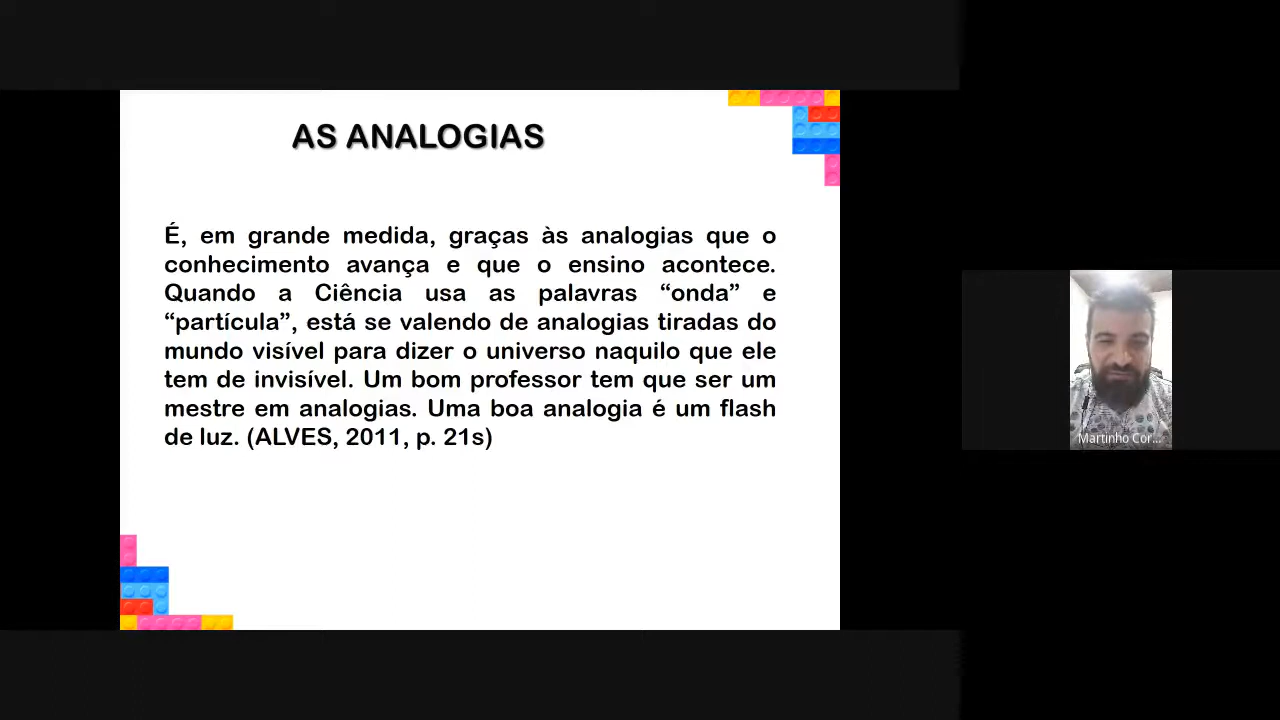 AS ANALOGIAS
É, em grande medida, graças às analogias que o
conhecimento avança e que o ensino acontece.
Quando a Ciência usa as palavras “onda” e
“partícula”, está se valendo de analogias tiradas do
mundo visível para dizer o universo naquilo que ele
tem de invisível. Um bom professor tem que ser um
mestre em analogias. Uma boa analogia é um flash
de luz. (ALVES, 2011, p. 21s)
Martinho Cor...